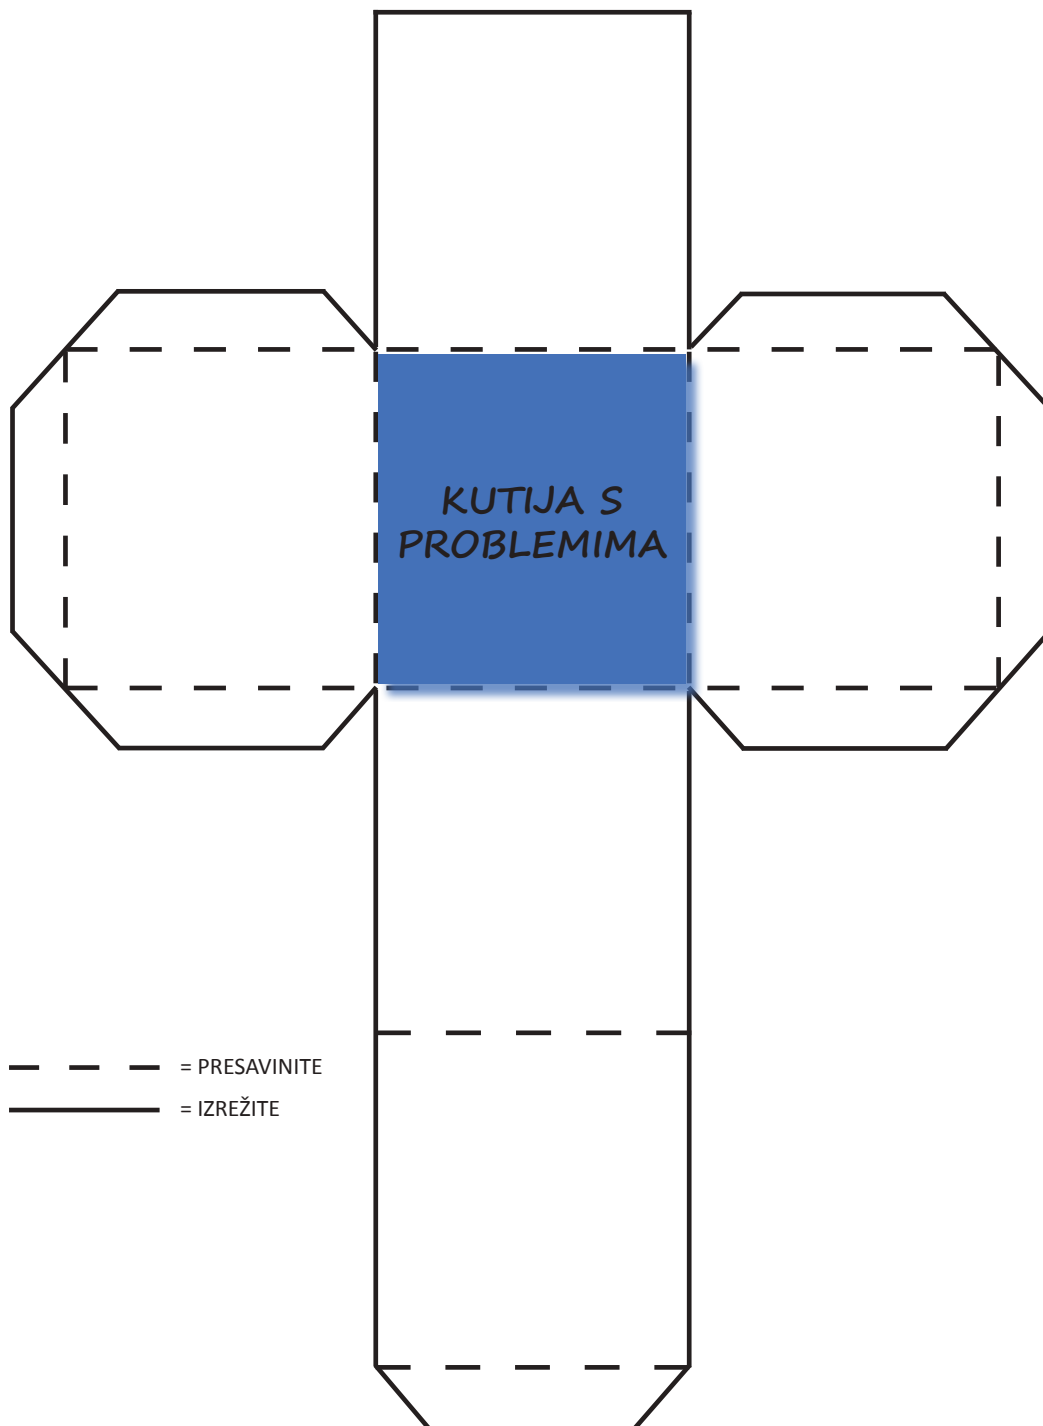 KUTIJA S
PROBLEMIMA
= PRESAVINITE
= IZREŽITE